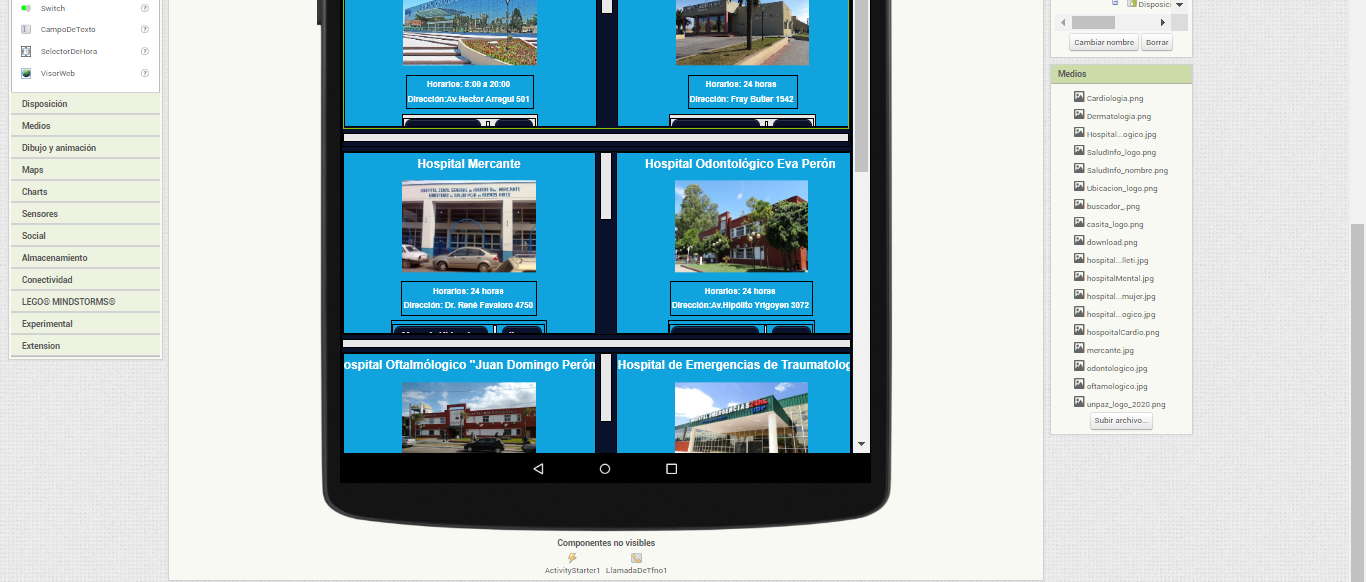 Switch
CampoDeTexto
SelectorDeHora
VisorWeb
Disposición
Medios
Dibujo y animación
Maps
Charts
Sensores
Social
Almacenamiento
Conectividad
LEGO® MINDSTORMS®
Experimental
Extension
Horarios: 8:00 a 20:00
Dirección:Av.Hector Arregui 501
Horarios: 24 horas
Dirección: Fray Butler 1942
Hospital Mercante
Horarios: 24 horas
Dirección: Dr. René Favaloro 4750
Hospital Odontológico Eva Perón
Horarios: 24 horas
Dirección:Av.Hipólito Yrigoyen 3072
ospital Oftalmólogico "Juan Domingo Perón
Hospital de Emergencias de Traumatolog
Componentes no visibles
ActivityStarter1
LlamadaDeTfno1
Disposici
Cambiar nombre
Borrar
Medios
Cardiologia.png
Dermatologia.png
Hospital...ogico.jpg
SaludInfo_logo.png
SaludInfo_nombre.png
Ubicacion_logo.png
buscador_.png
casita_logo.png
download.png
hospital...lleti.jpg
hospitalMental.jpg
hospital...mujer.jpg
hospital...ogico.jpg
hospoitalCardio.png
mercante.jpg
odontologico.jpg
oftamologico.jpg
unpaz_logo_2020.png
Subir archivo...